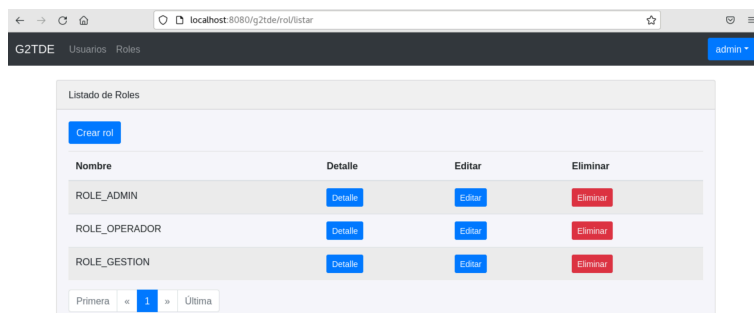 localhost:8080/g2tde/rol/listar
G2TDE Usuarios Roles admin
Listado de Roles
Crear rol
Nombre Detalle Editar Eliminar
ROLE_ADMIN Detalle Editar Eliminar
ROLE_OPERADOR Detalle Editar Eliminar
ROLE_GESTION Detalle Editar Eliminar
Primera « 1 » Última